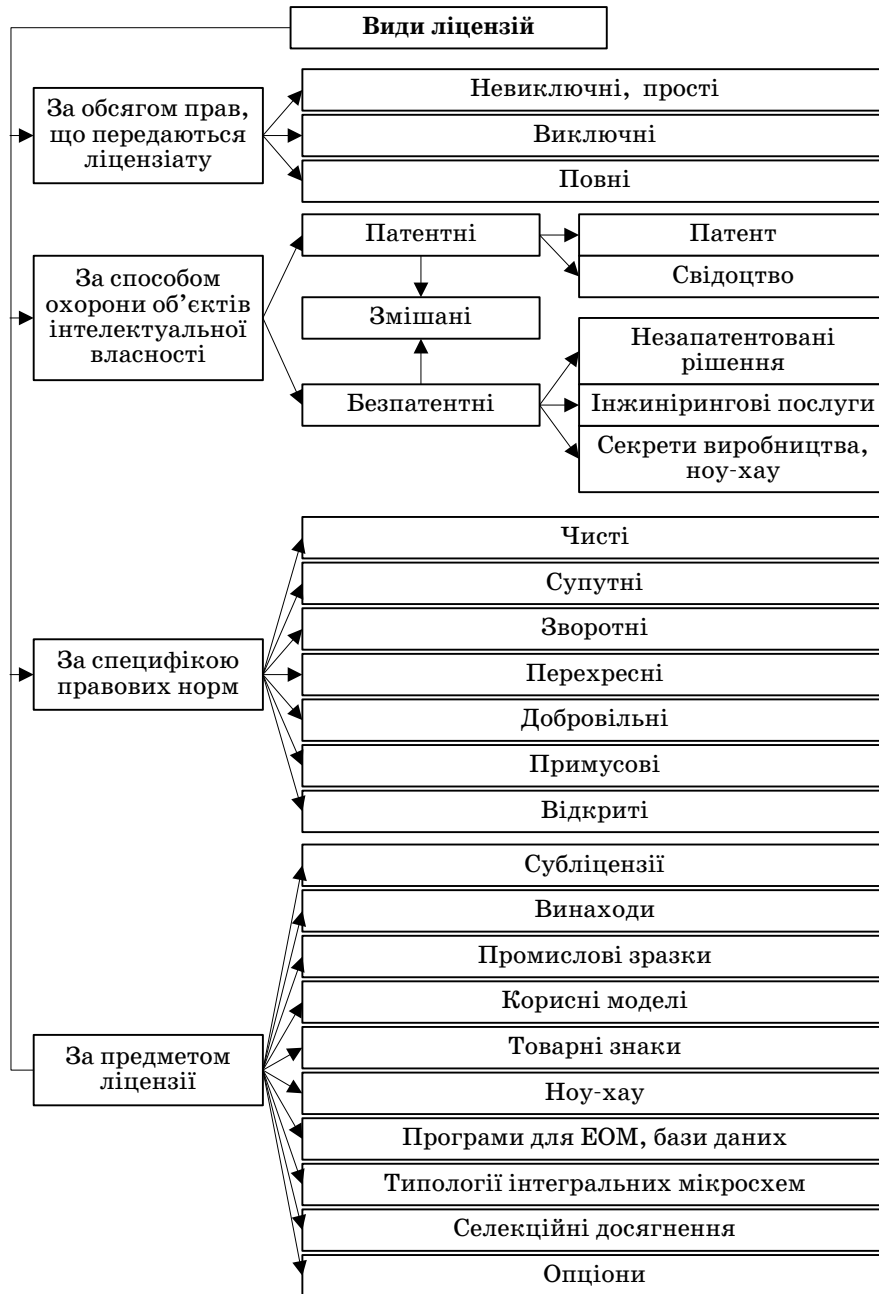 Види ліцензій
За обсягом прав,
що передаються
ліцензіату
Невиключні, прості
Виключні
Повні
За способом
охорони об’єктів
інтелектуальної
власності
Патентні
Змішані
Безпатентні
Патент
Свідоцтво
Незапатентовані
рішення
Інжинірингові послуги
Секрети виробництва,
ноу-хау
За специфікою
правових норм
Чисті
Супутні
Зворотні
Перехресні
Добровільні
Примусові
Відкриті
За предметом
ліцензії
Субліцензії
Винаходи
Промислові зразки
Корисні моделі
Товарні знаки
Ноу-хау
Програми для ЕОМ, бази даних
Типології інтегральних мікросхем
Селекційні досягнення
Опціони